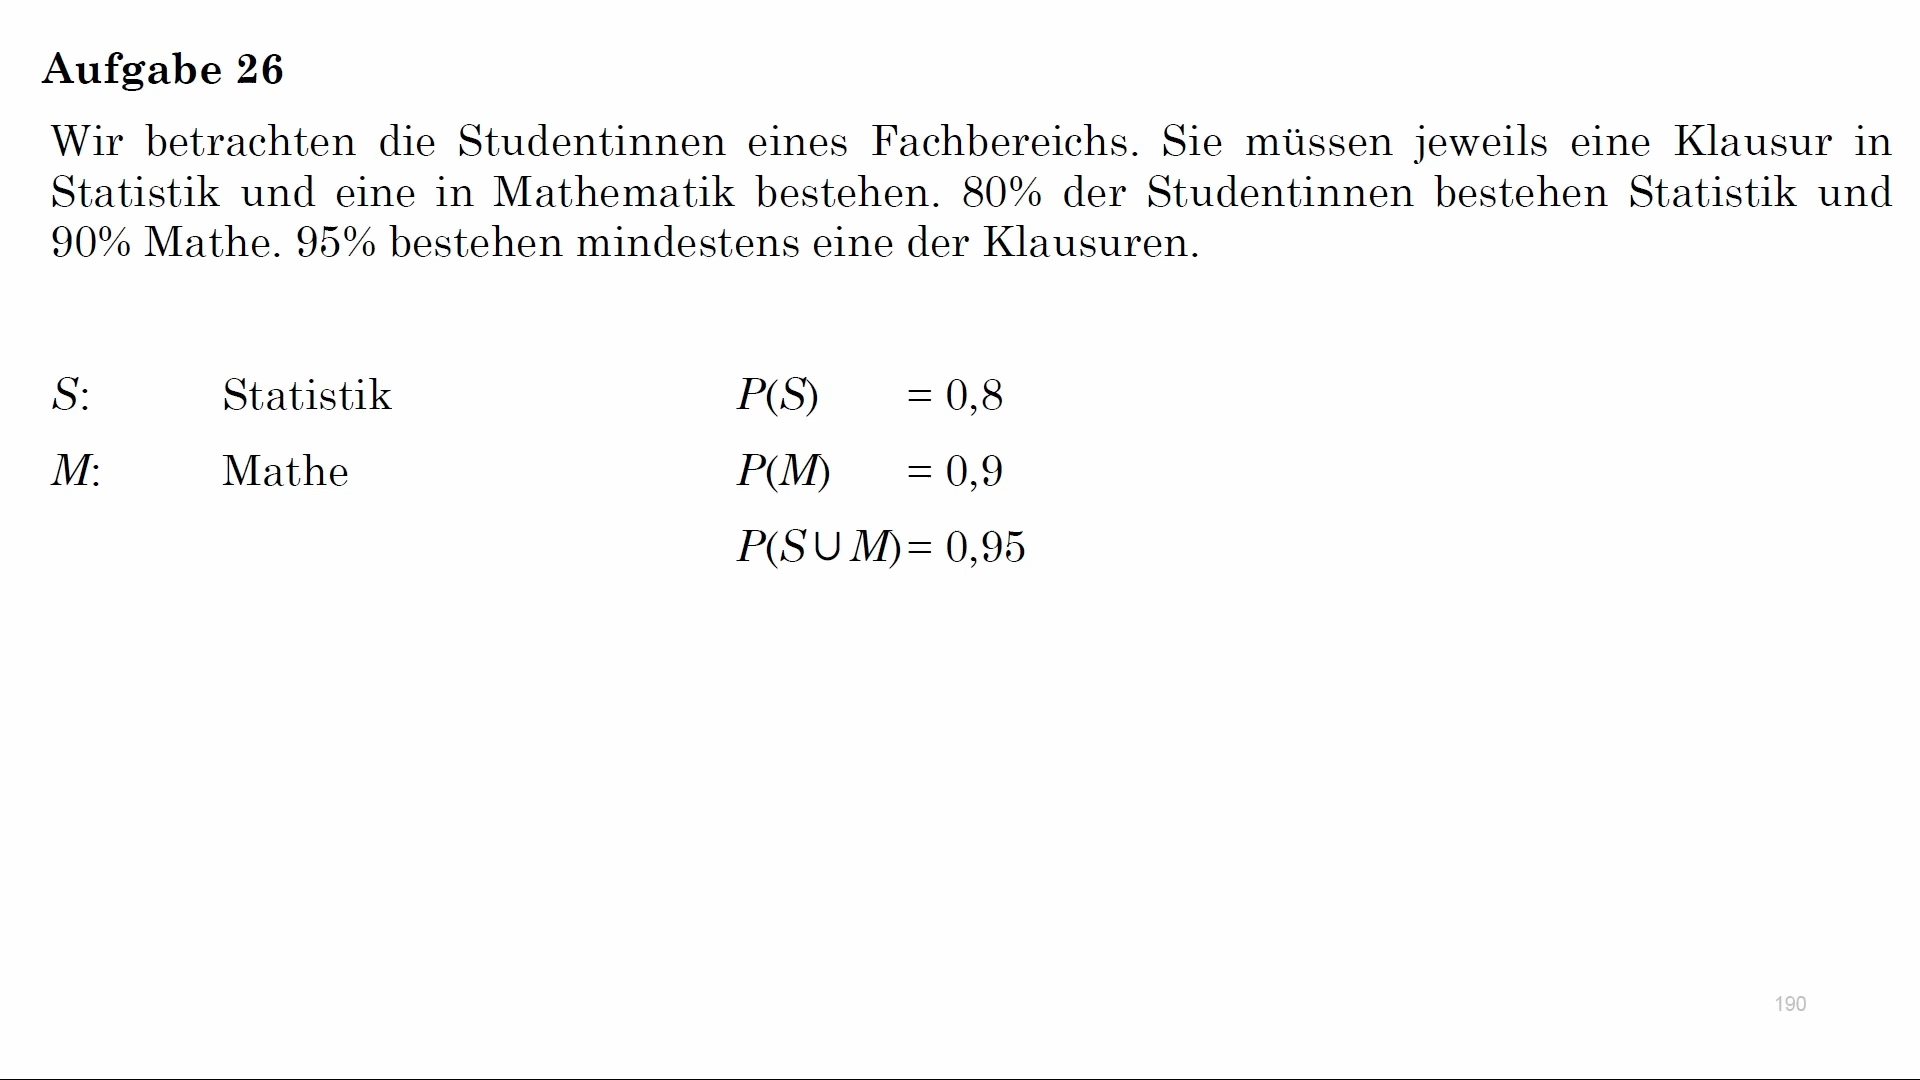 Aufgabe 26
Wir betrachten die Studentinnen eines Fachbereichs. Sie müssen jeweils eine Klausur in
Statistik und eine in Mathematik bestehen. 80% der Studentinnen bestehen Statistik und
90% Mathe. 95% bestehen mindestens eine der Klausuren.
S: Statistik P(S) = 0,8
M: Mathe P(M) = 0,9
P(S∪M) = 0,95
190